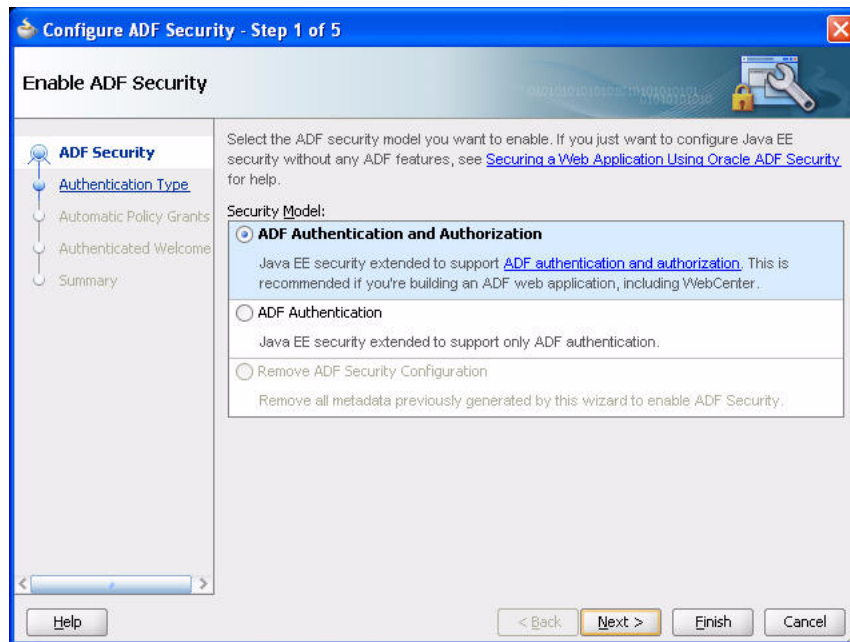 Configure ADF Security - Step 1 of 5
Enable ADF Security
ADF Security
Authentication Type
Automatic Policy Grants
Authenticated Welcome
Summary
Select the ADF security model you want to enable. If you just want to configure Java EE
security without any ADF features, see Securing a Web Application Using Oracle ADF Security
for help.
Security Model:
ADF Authentication and Authorization
Java EE security extended to support ADF authentication and authorization. This is
recommended if you're building an ADF web application, including WebCenter.
ADF Authentication
Java EE security extended to support only ADF authentication.
Remove ADF Security Configuration
Remove all metadata previously generated by this wizard to enable ADF Security.
Help
< Back
Next >
Finish
Cancel